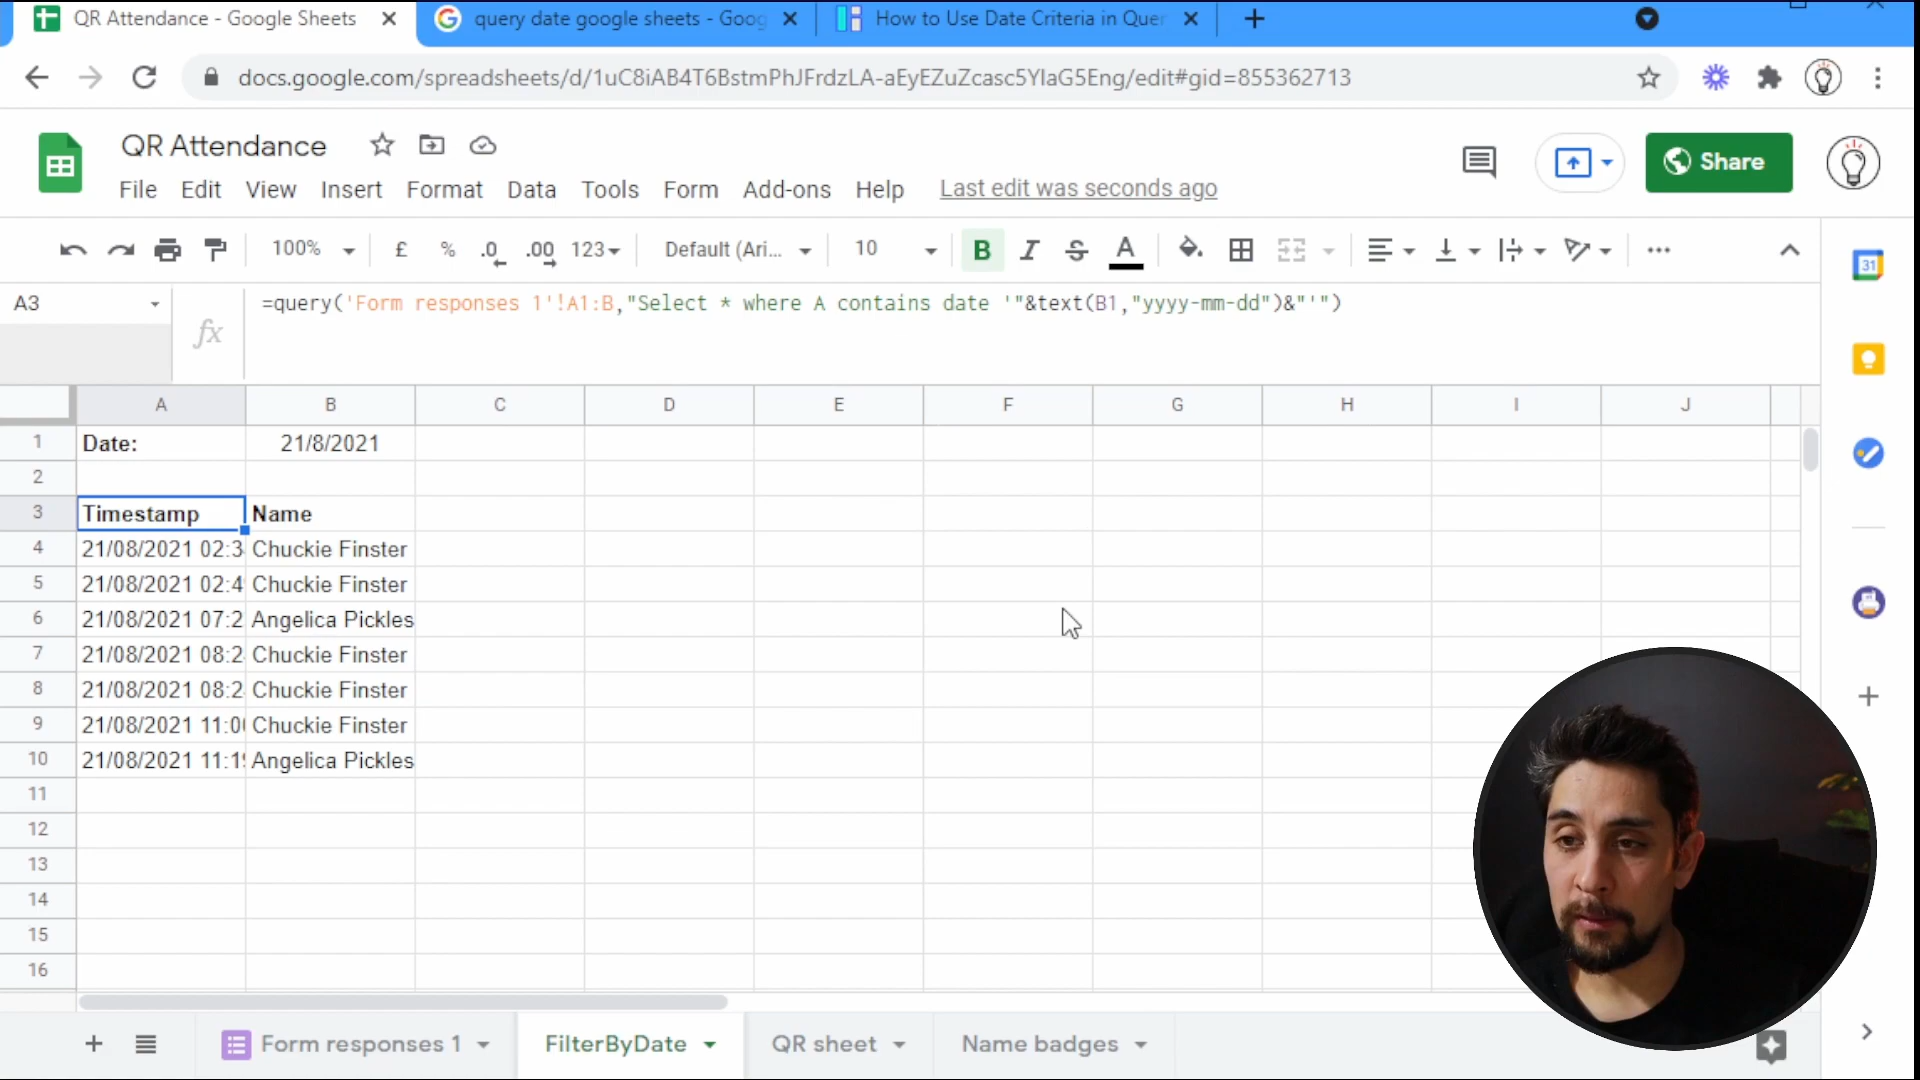 QR Attendance - Google Sheets
query date google sheets - Goog
How to Use Date Criteria in Quer
docs.google.com/spreadsheets/d/1uC8iAB4T6BstmPhJFrdzLA-aEyEZuZcasc5YIaG5Eng/edit#gid=855362713
QR Attendance
Share
File Edit View Insert Format Data Tools Form Add-ons Help Last edit was seconds ago
100% £ % .0 .00 123 Default (Ari... 10 B I S A
31
A3
fx
=query('Form responses 1'!A1:B,"Select * where A contains date '"&text(B1,"yyyy-mm-dd")&"'")
A B C D E F G H I J
1 Date: 21/8/2021
2
3 Timestamp Name
4 21/08/2021 02:3 Chuckie Finster
5 21/08/2021 02:4 Chuckie Finster
6 21/08/2021 07:2 Angelica Pickles
7 21/08/2021 08:2 Chuckie Finster
8 21/08/2021 08:2 Chuckie Finster
9 21/08/2021 11:0 Chuckie Finster
10 21/08/2021 11:1 Angelica Pickles
11
12
13
14
15
16
Form responses 1 FilterByDate QR sheet Name badges